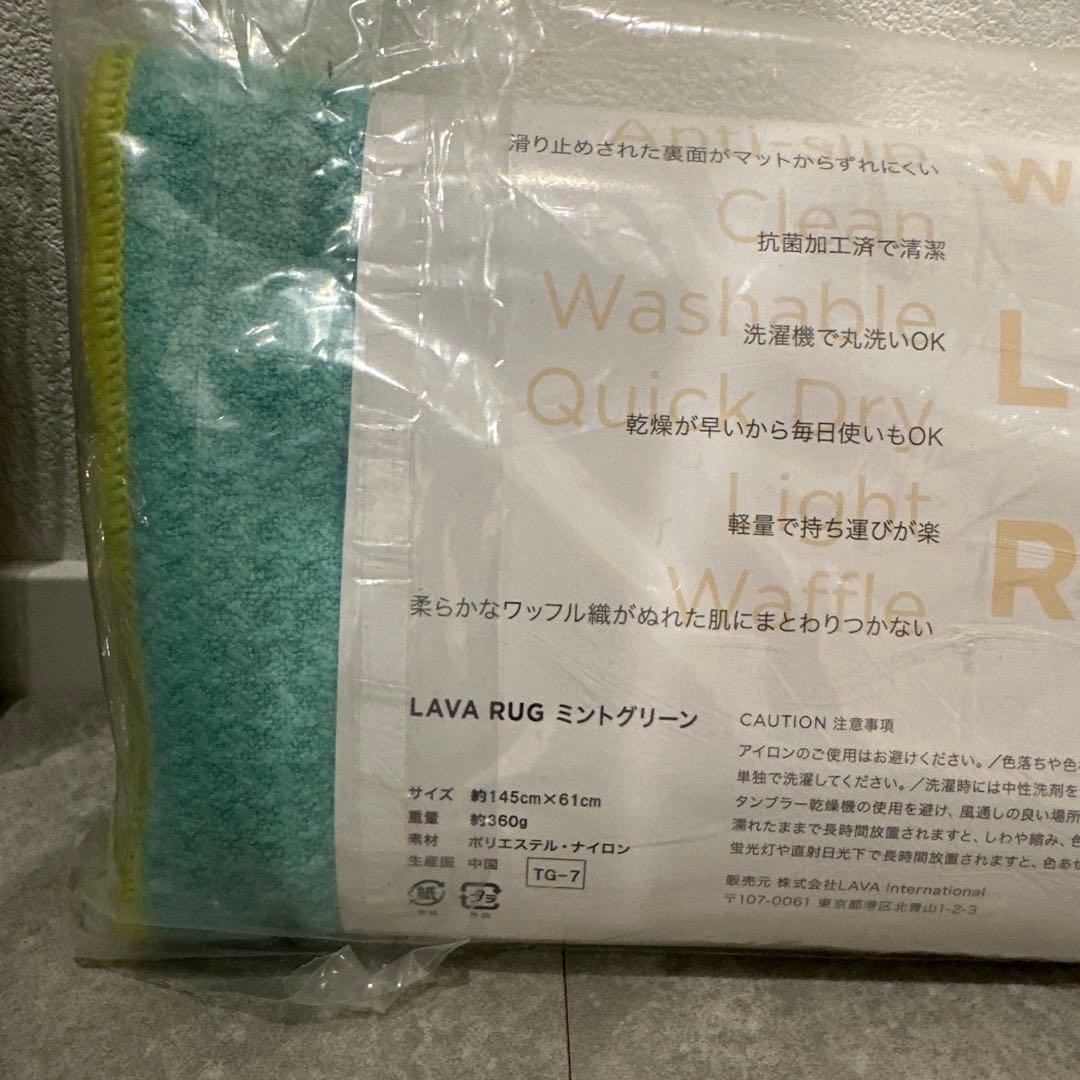 Anti-slip
滑り止めされた裏面がマットからずれにくい
W
Clean
抗菌加工済で清潔
Washable
洗濯機で丸洗いOK
L
Quick Dry
乾燥が早いから毎日使いもOK
Light
軽量で持ち運びが楽
R
Waffle
柔らかなワッフル織がぬれた肌にまとわりつかない
LAVA RUG ミントグリーン
サイズ 約145cm×61cm
重量 約360g
素材 ポリエステル・ナイロン
生産国 中国
TG-7
紙
プラ
外装
CAUTION 注意事項
アイロンのご使用はお避けください。/色落ちや色
単独で洗濯してください。/洗濯時には中性洗剤を
タンブラー乾燥機の使用を避け、風通しの良い場所
濡れたままで長時間放置されますと、しわや縮み、色
蛍光灯や直射日光下で長時間放置されますと、色あせ
販売元 株式会社LAVA International
〒107-0061 東京都港区北青山1-2-3